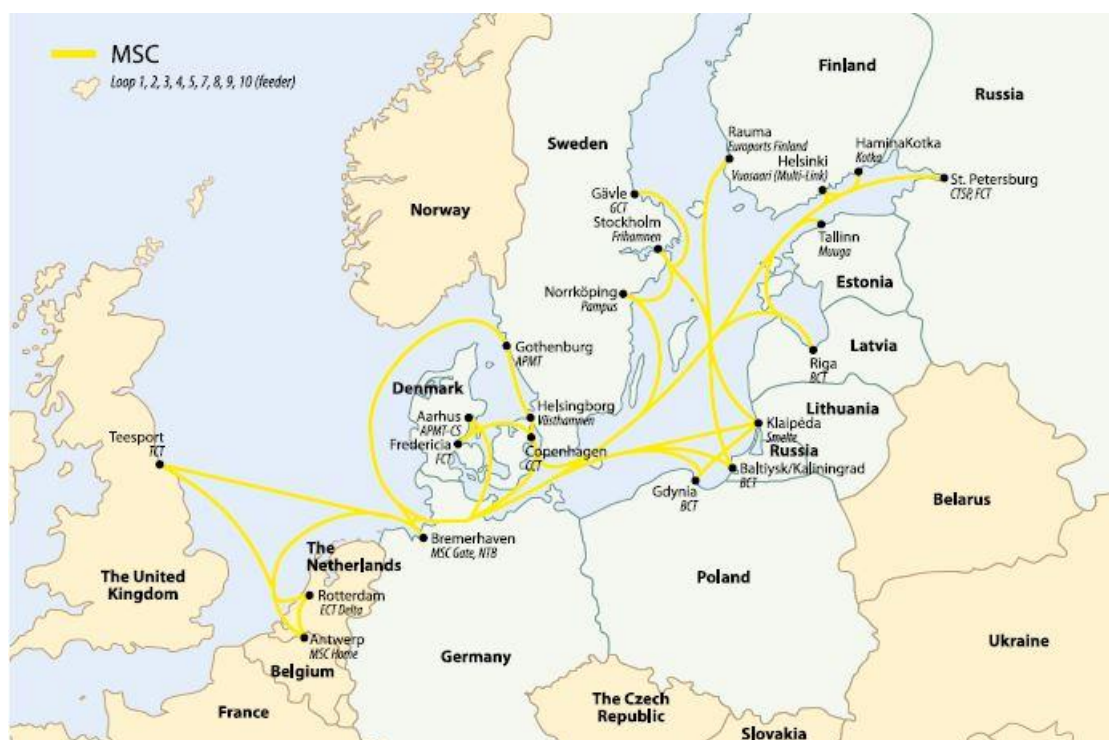 MSC
Loop 1, 2, 3, 4, 5, 7, 8, 9, 10 (feeder)
Finland
Russia
Sweden
Rauma
Euroports Finland
HaminaKotka
Kotka
Helsinki
Vuosaari (Multi-Link)
St. Petersburg
CTSP, FCT
Gävle
GCT
Norway
Stockholm
Frihamnen
Tallinn
Muuga
Estonia
Norrköping
Pampus
Gothenburg
APMT
Latvia
Riga
BCT
Denmark
Aarhus
APMT-CS
Helsingborg
Västhamnen
Lithuania
Klaipėda
Smelte
Fredericia
FCT
Copenhagen
CCT
Russia
Teesport
TCT
Baltiysk/Kaliningrad
BCT
Gdynia
BCT
Belarus
Bremerhaven
MSC Gate, NTB
The
Netherlands
The United
Kingdom
Poland
Rotterdam
ECT Delta
Antwerp
MSC Home
Belgium
Germany
Ukraine
The Czech
Republic
France
Slovakia